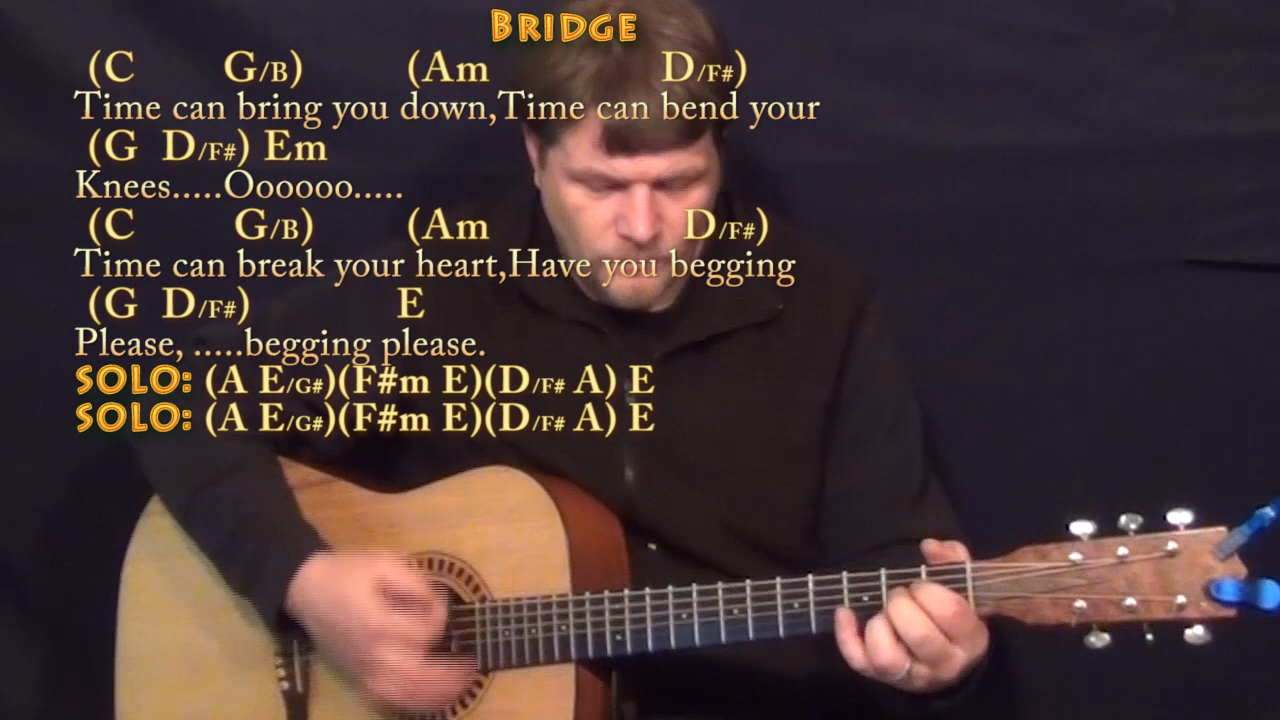 BRIDGE
(C G/B) (Am D/F#)
Time can bring you down,Time can bend your
(G D/F#) Em
Knees.....Oooooo.....
(C G/B) (Am D/F#)
Time can break your heart,Have you begging
(G D/F#) E
Please, .....begging please.
SOLO: (A E/G#)(F#m E)(D/F# A) E
SOLO: (A E/G#)(F#m E)(D/F# A) E